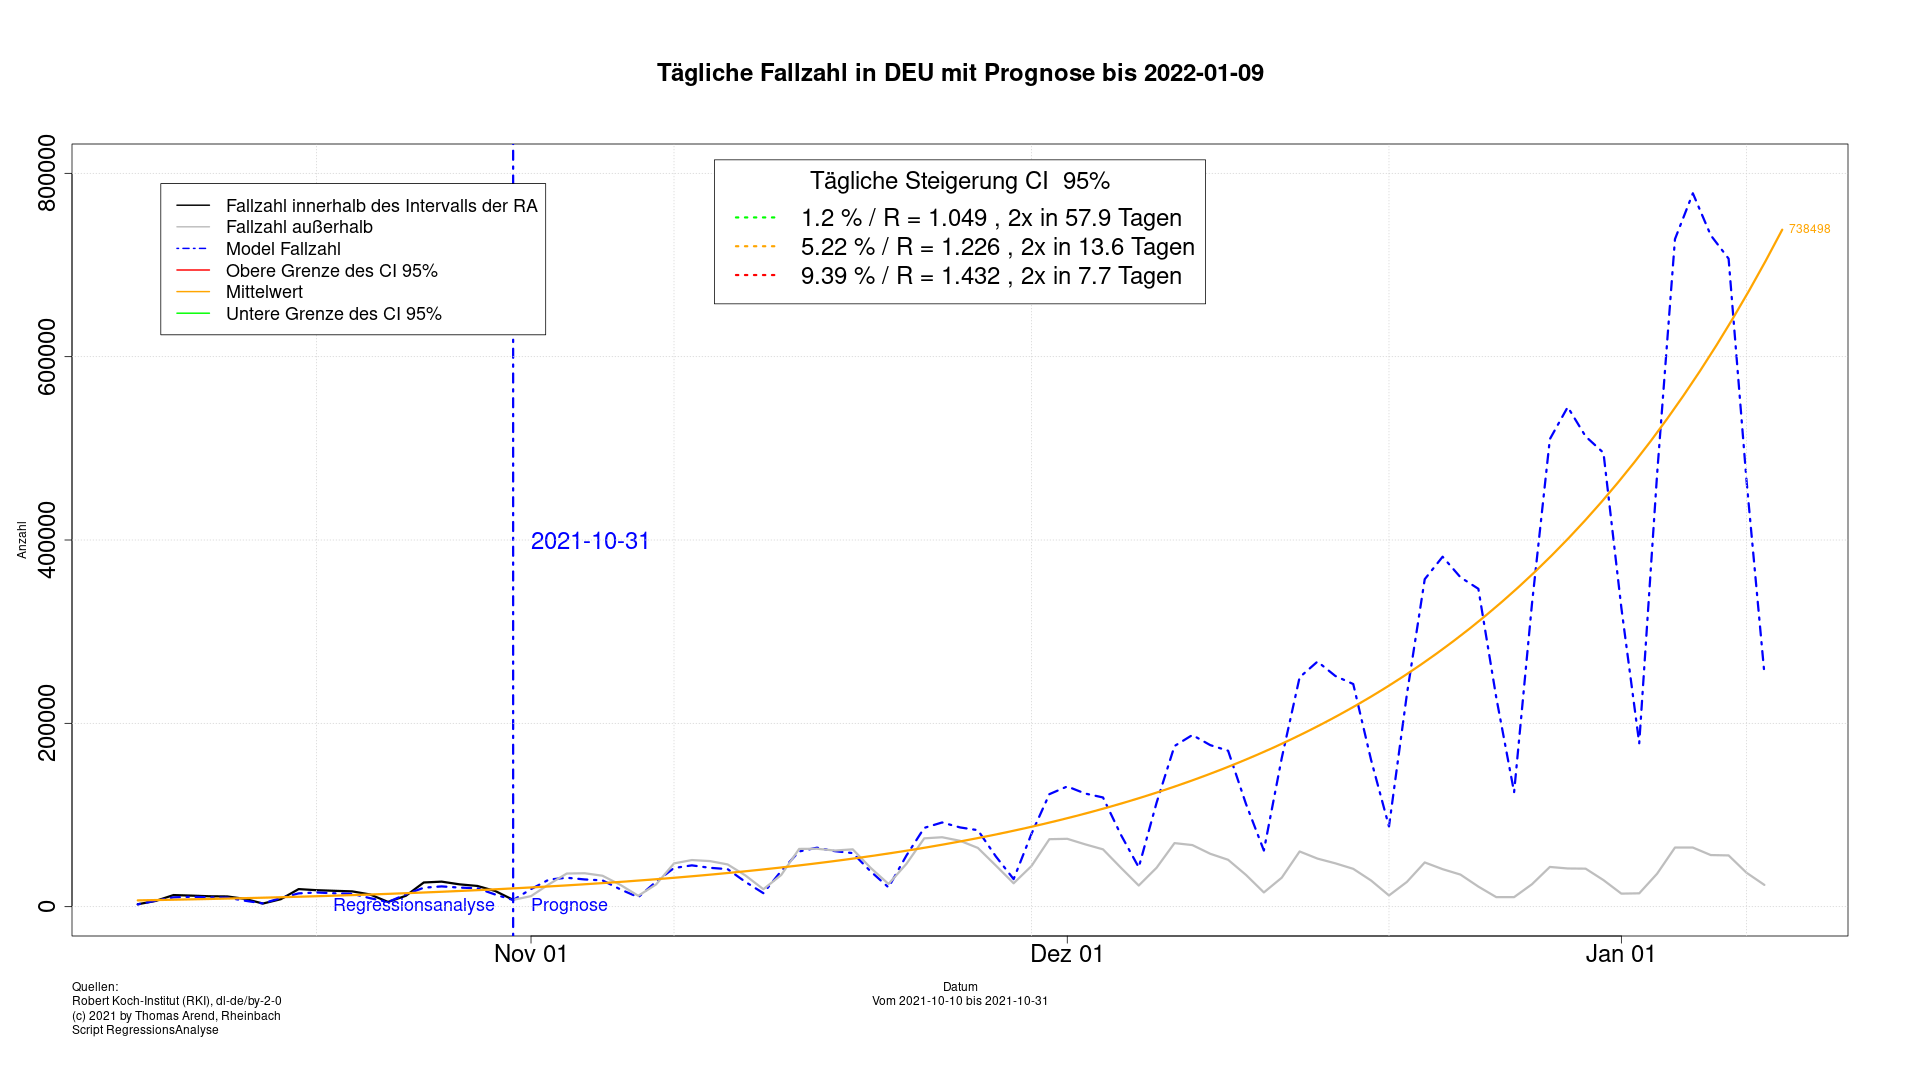 Tägliche Fallzahl in DEU mit Prognose bis 2022-01-09
Fallzahl innerhalb des Intervalls der RA
Fallzahl außerhalb
Model Fallzahl
Obere Grenze des CI 95%
Mittelwert
Untere Grenze des CI 95%
Tägliche Steigerung CI 95%
1.2 % / R = 1.049 , 2x in 57.9 Tagen
5.22 % / R = 1.226 , 2x in 13.6 Tagen
9.39 % / R = 1.432 , 2x in 7.7 Tagen
738498
800000
600000
400000
200000
0
Anzahl
2021-10-31
Regressionsanalyse
Prognose
Nov 01
Dez 01
Jan 01
Datum
Vom 2021-10-10 bis 2021-10-31
Quellen:
Robert Koch-Institut (RKI), dl-de/by-2-0
(c) 2021 by Thomas Arend, Rheinbach
Script RegressionsAnalyse